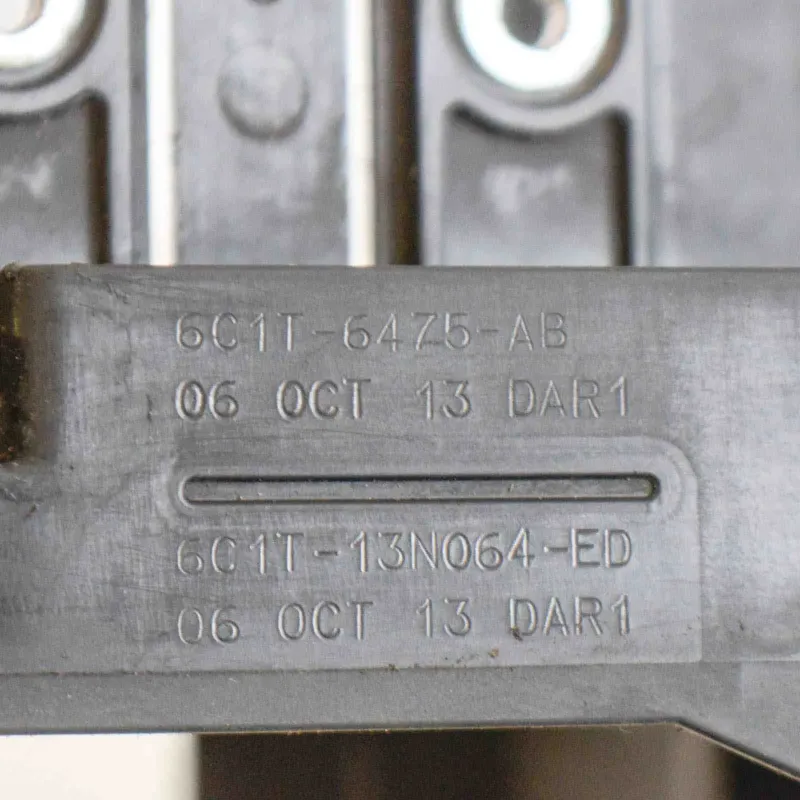 6C1T-6475-AB
06 OCT 13 DAR1
6C1T-13N064-ED
06 OCT 13 DAR1